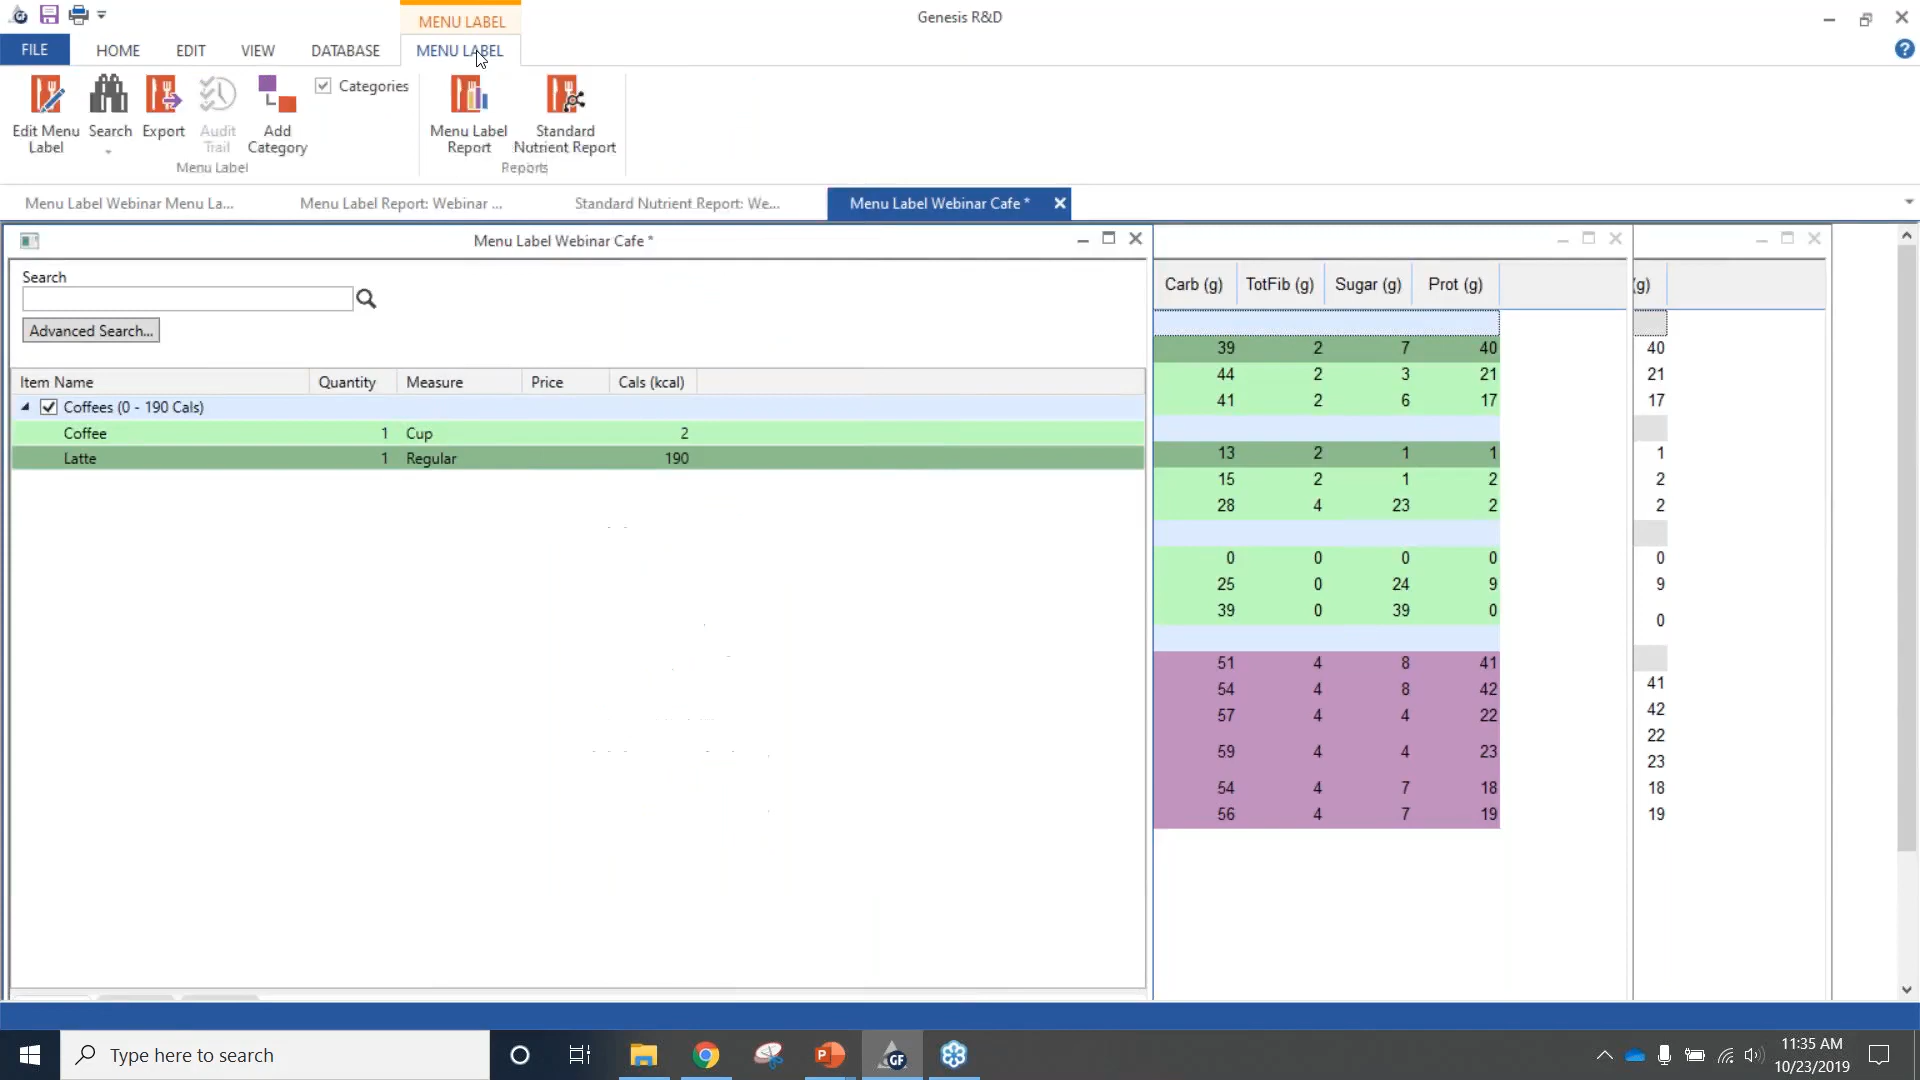 MENU LABEL
Genesis R&D
FILE HOME EDIT VIEW DATABASE MENU LABEL
Edit Menu Label
Search
Export
Audit Trail
Add Category
Categories
Menu Label Report
Standard Nutrient Report
Menu Label
Reports
Menu Label Webinar Menu La... Menu Label Report: Webinar ... Standard Nutrient Report: We... Menu Label Webinar Cafe *
Menu Label Webinar Cafe *
Search
Advanced Search...
Item Name Quantity Measure Price Cals (kcal)
Coffees (0 - 190 Cals)
Coffee 1 Cup 2
Latte 1 Regular 190
Carb (g) TotFib (g) Sugar (g) Prot (g)
39 2 7 40
44 2 3 21
41 2 6 17
13 2 1 1
15 2 1 2
28 4 23 2
0 0 0 0
25 0 24 9
39 0 39 0
51 4 8 41
54 4 8 42
57 4 4 22
59 4 4 23
54 4 7 18
56 4 7 19
(g)
40
21
17
1
2
2
0
9
0
41
42
22
23
18
19
Type here to search
GF
11:35 AM
10/23/2019